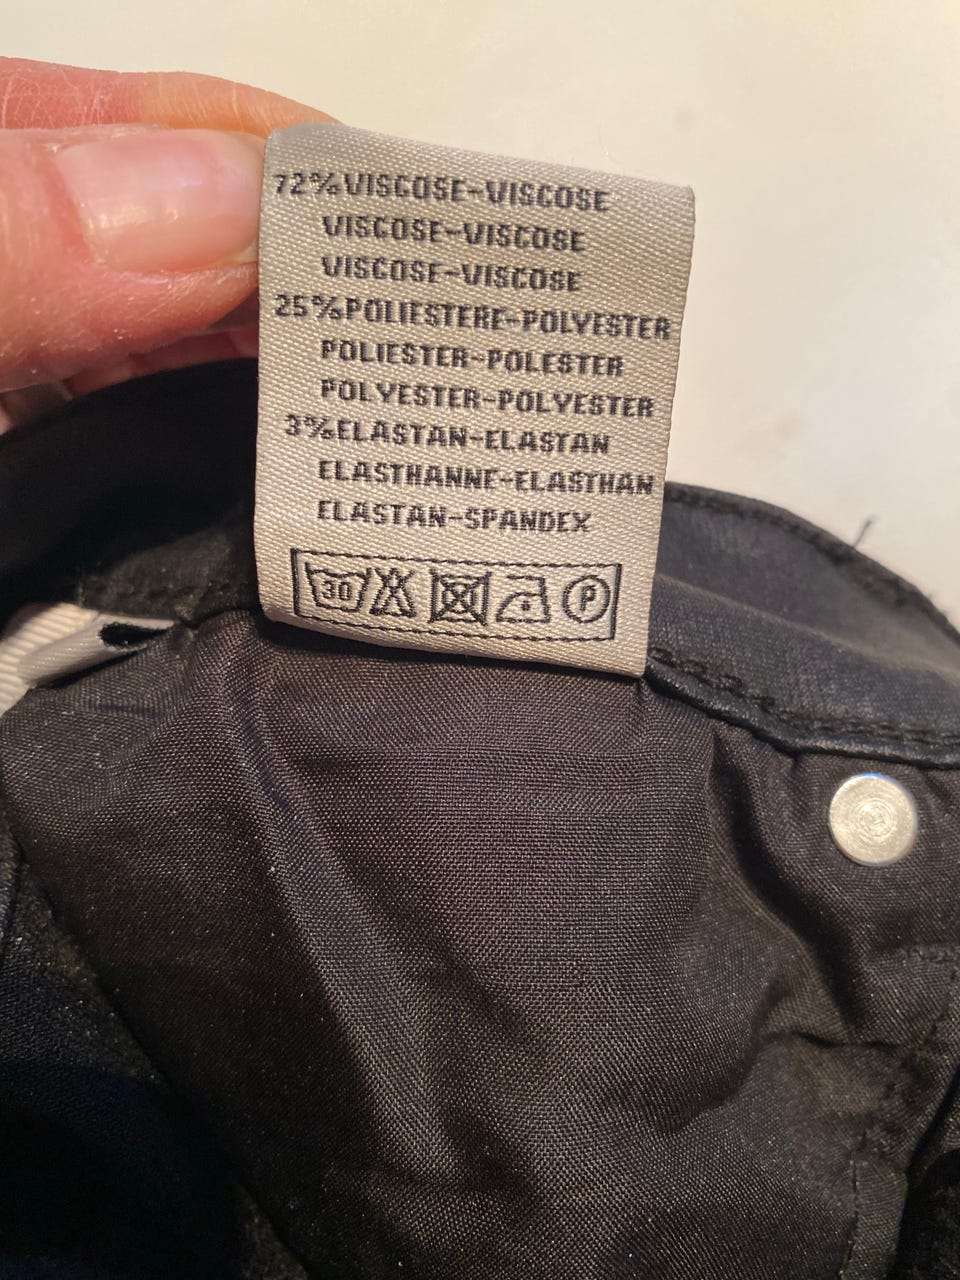 72%VISCOSE-VISCOSE
VISCOSE-VISCOSE
VISCOSE-VISCOSE
25%POLIESTERE-POLYESTER
POLIESTER-POLESTER
POLYESTER-POLYESTER
3%ELASTAN-ELASTAN
ELASTHANNE-ELASTHAN
ELASTAN-SPANDEX
30 P